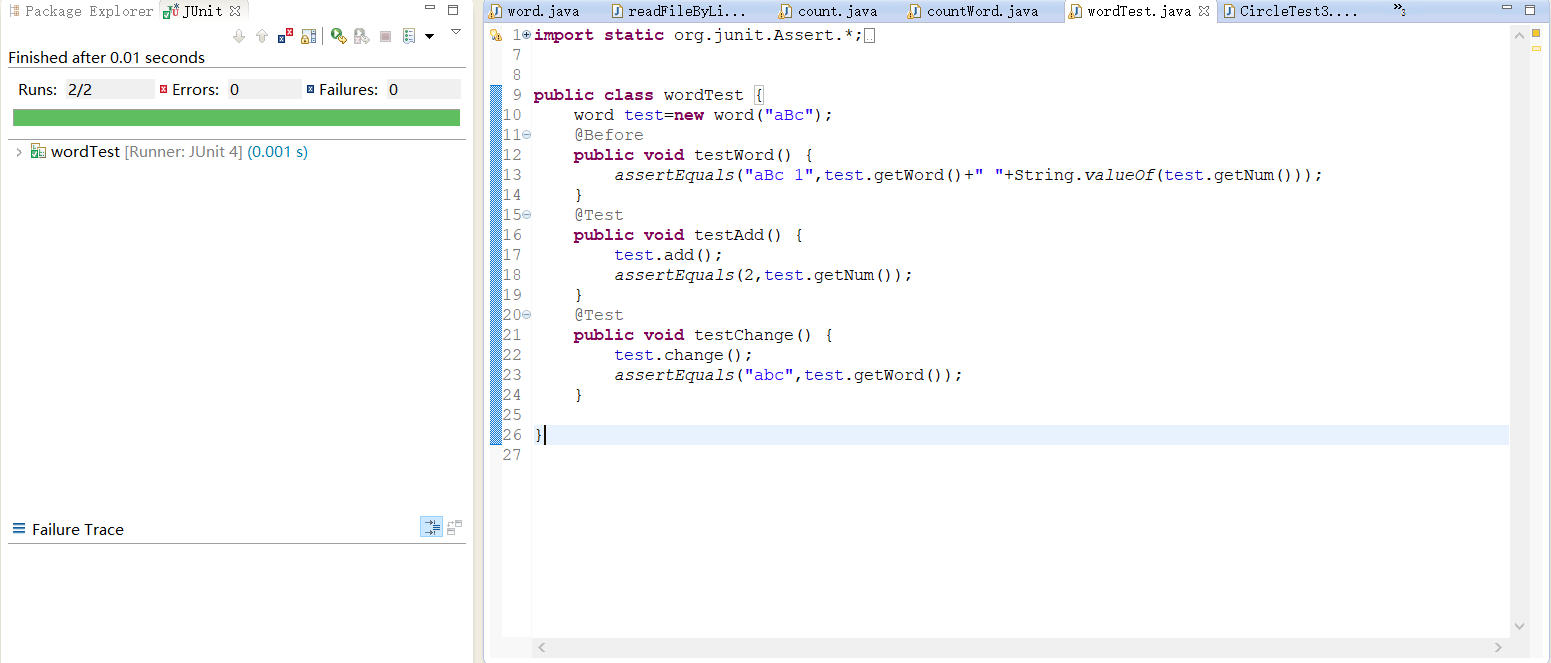 Package Explorer JUnit
Finished after 0.01 seconds
Runs: 2/2 Errors: 0 Failures: 0
wordTest [Runner: JUnit 4] (0.001 s)
Failure Trace
word.java readFileByLi... count.java countWord.java wordTest.java CircleTest3.... »3
1 import static org.junit.Assert.*;
7
8
9 public class wordTest {
10 word test=new word("aBc");
11 @Before
12 public void testWord() {
13 assertEquals("aBc 1",test.getWord()+" "+String.valueOf(test.getNum()));
14 }
15 @Test
16 public void testAdd() {
17 test.add();
18 assertEquals(2,test.getNum());
19 }
20 @Test
21 public void testChange() {
22 test.change();
23 assertEquals("abc",test.getWord());
24 }
25
26 }
27